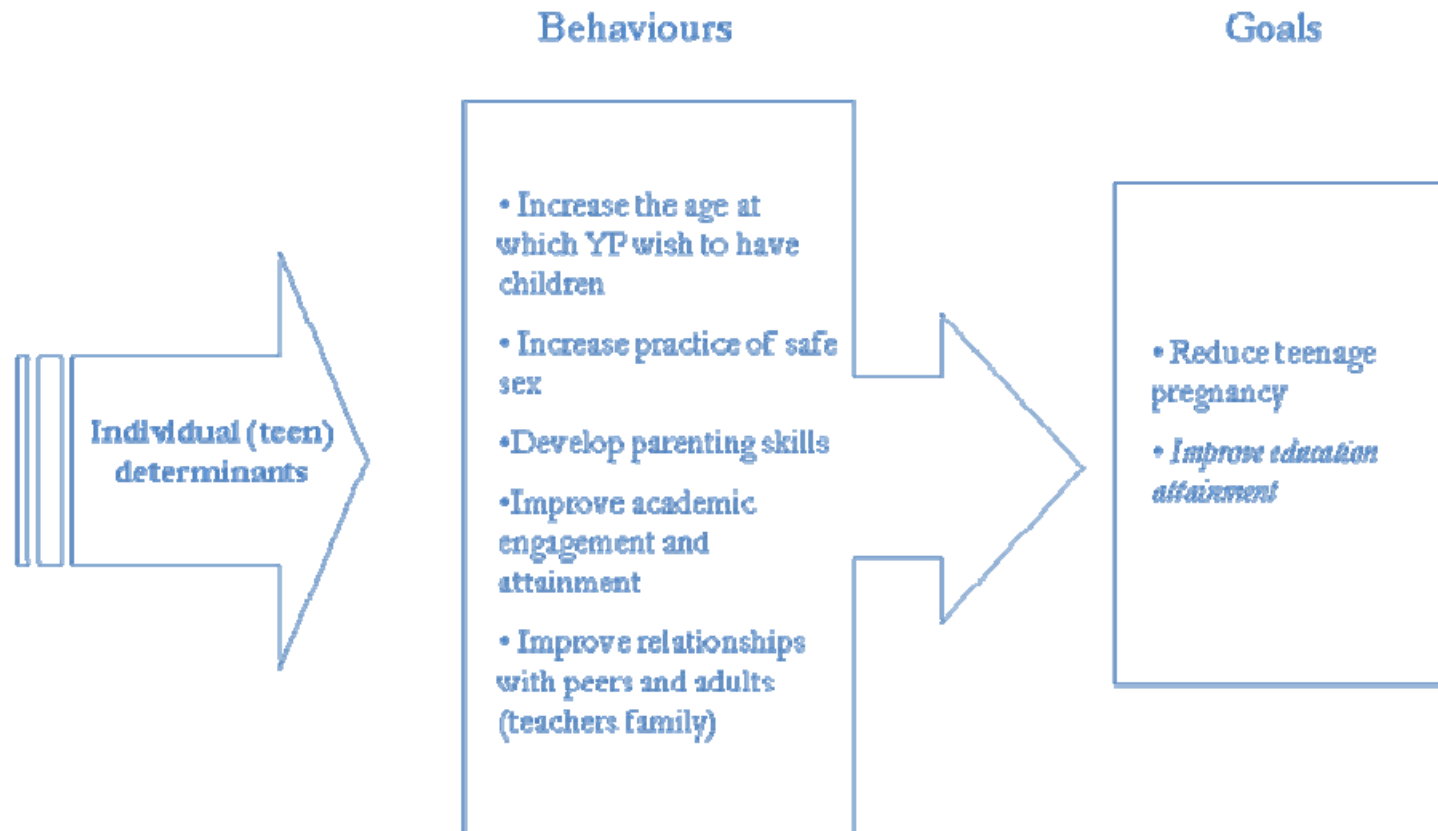 Behaviours
Goals
Individual (teen)
determinants
• Increase the age at
which YP wish to have
children
• Increase practice of safe
sex
•Develop parenting skills
•Improve academic
engagement and
attainment
• Improve relationships
with peers and adults
(teachers family)
• Reduce teenage
pregnancy
• Improve education
attainment